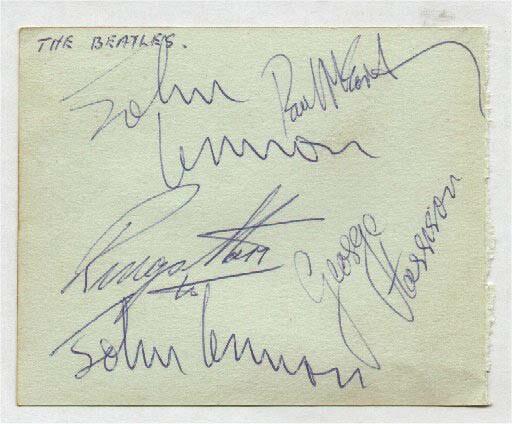 THE BEATLES.
John
Lennon
Paul McCartney
Ringo Starr
George
Harrison
John Lennon